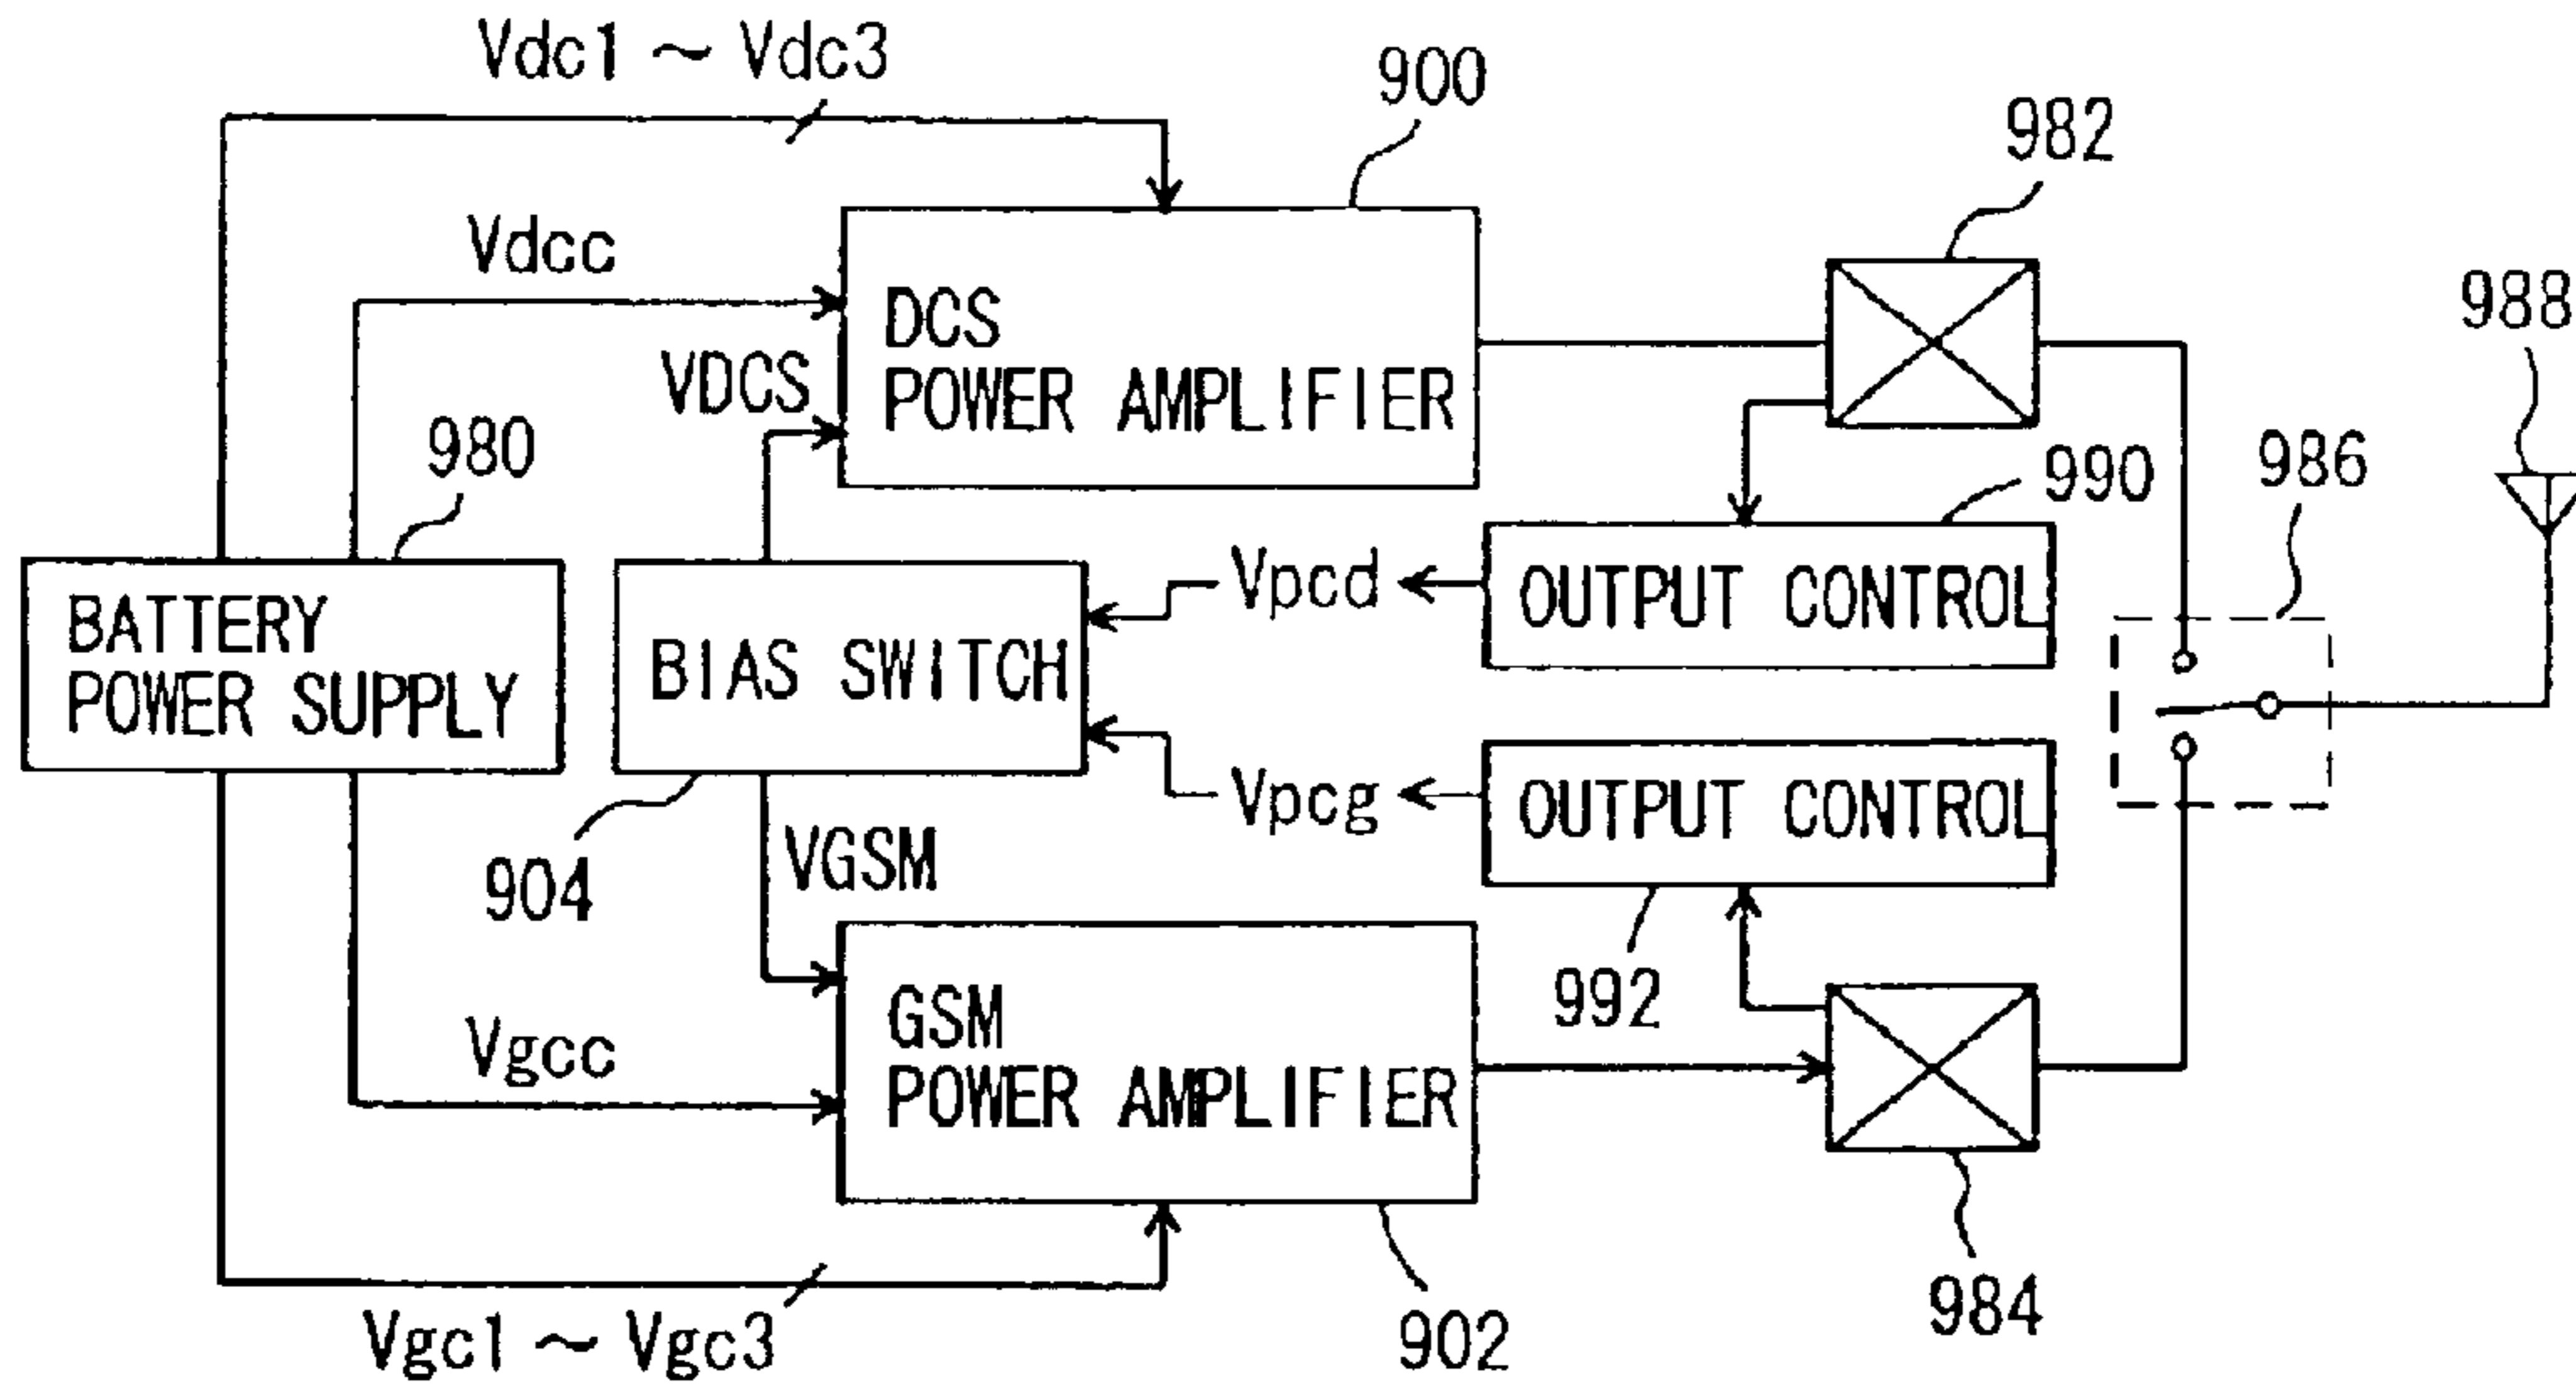 Vdc1 ~ Vdc3
900
982
Vdcc
988
DCS
POWER AMPLIFIER
VDCS
980
990
986
BATTERY
POWER SUPPLY
BIAS SWITCH
Vpcd
OUTPUT CONTROL
Vpcg
OUTPUT CONTROL
904
VGSM
992
GSM
POWER AMPLIFIER
Vgcc
984
Vgc1 ~ Vgc3
902